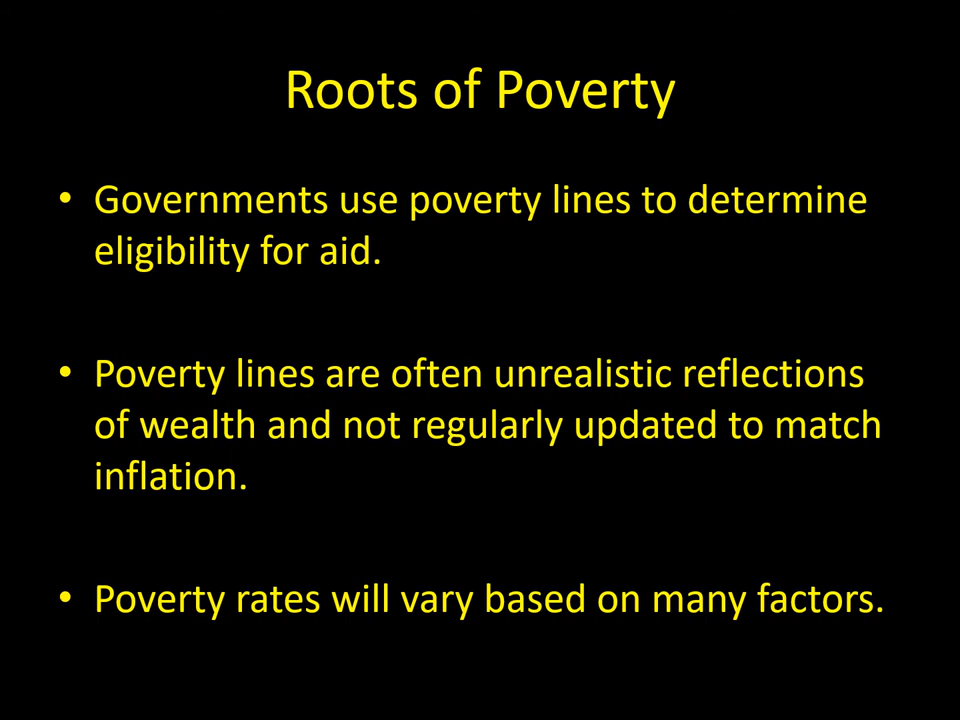 Roots of Poverty
• Governments use poverty lines to determine
eligibility for aid.
• Poverty lines are often unrealistic reflections
of wealth and not regularly updated to match
inflation.
• Poverty rates will vary based on many factors.